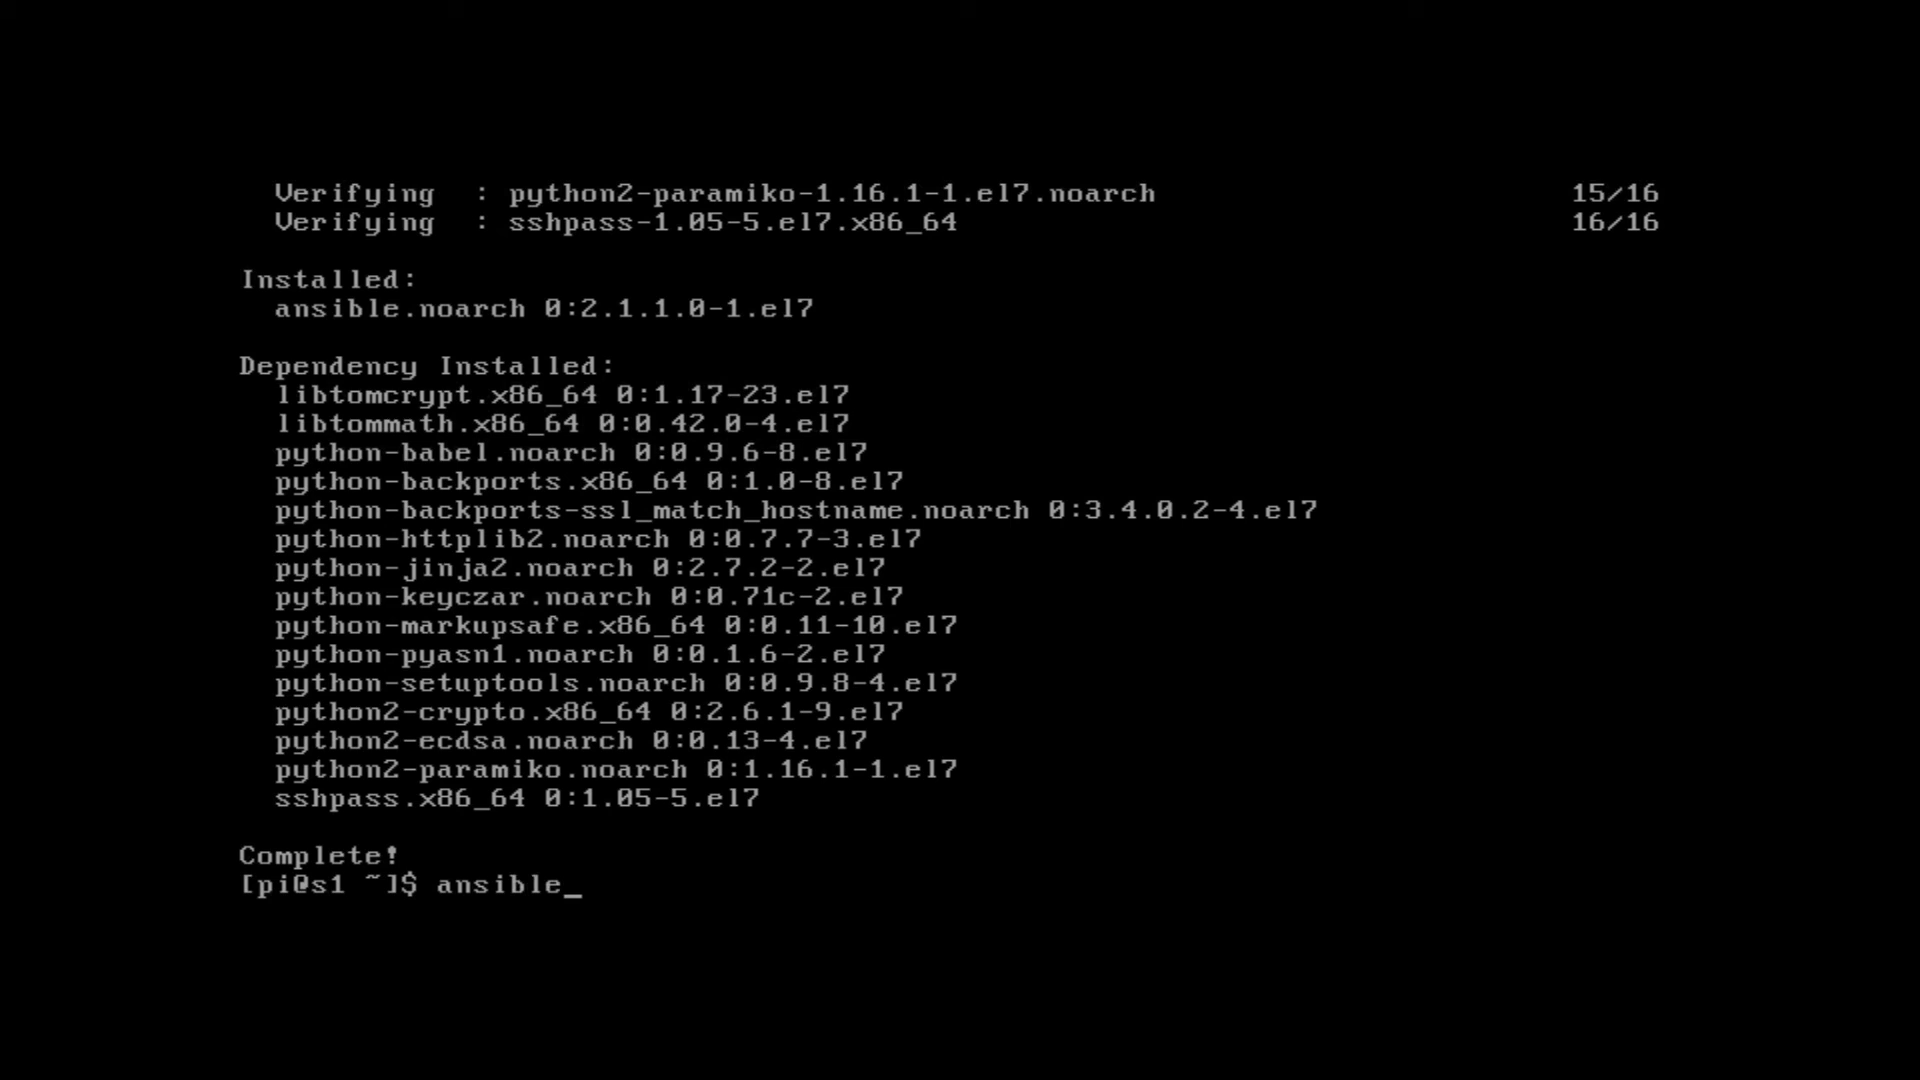 Verifying  : python2-paramiko-1.16.1-1.el7.noarch 15/16
Verifying  : sshpass-1.05-5.el7.x86_64 16/16
Installed:
ansible.noarch 0:2.1.1.0-1.el7
Dependency Installed:
libtomcrypt.x86_64 0:1.17-23.el7
libtommath.x86_64 0:0.42.0-4.el7
python-babel.noarch 0:0.9.6-8.el7
python-backports.x86_64 0:1.0-8.el7
python-backports-ssl_match_hostname.noarch 0:3.4.0.2-4.el7
python-httplib2.noarch 0:0.7.7-3.el7
python-jinja2.noarch 0:2.7.2-2.el7
python-keyczar.noarch 0:0.71c-2.el7
python-markupsafe.x86_64 0:0.11-10.el7
python-pyasn1.noarch 0:0.1.6-2.el7
python-setuptools.noarch 0:0.9.8-4.el7
python2-crypto.x86_64 0:2.6.1-9.el7
python2-ecdsa.noarch 0:0.13-4.el7
python2-paramiko.noarch 0:1.16.1-1.el7
sshpass.x86_64 0:1.05-5.el7
Complete!
[pi@s1 ~]$ ansible_